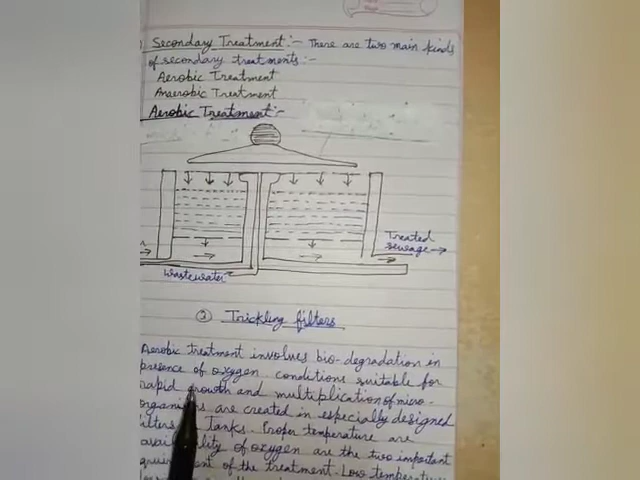 Secondary Treatment:- There are two main kinds
of secondary treatments :-
Aerobic Treatment
Anaerobic Treatment
Aerobic Treatment:-
Treated
sewage →
Wastewater
② Trickling filters
Aerobic treatment involves bio-degradation in
presence of oxygen. conditions suitable for
rapid growth and multiplication of micro-
organisms are created in especially designed
Tanks. Proper temperature are
of oxygen are the two important
of the treatment. Low temperature